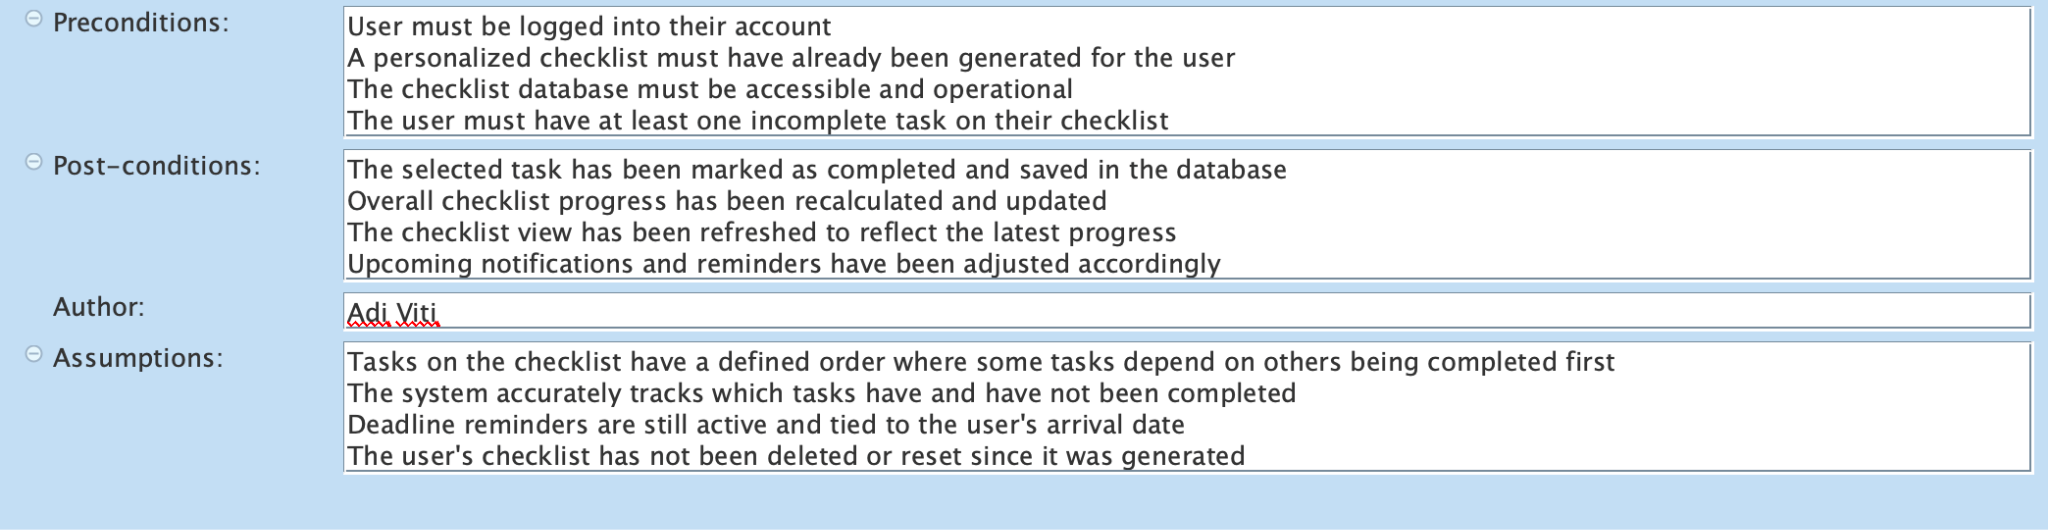 Preconditions:
User must be logged into their account
A personalized checklist must have already been generated for the user
The checklist database must be accessible and operational
The user must have at least one incomplete task on their checklist
Post-conditions:
The selected task has been marked as completed and saved in the database
Overall checklist progress has been recalculated and updated
The checklist view has been refreshed to reflect the latest progress
Upcoming notifications and reminders have been adjusted accordingly
Author:
Adi Viti
Assumptions:
Tasks on the checklist have a defined order where some tasks depend on others being completed first
The system accurately tracks which tasks have and have not been completed
Deadline reminders are still active and tied to the user's arrival date
The user's checklist has not been deleted or reset since it was generated